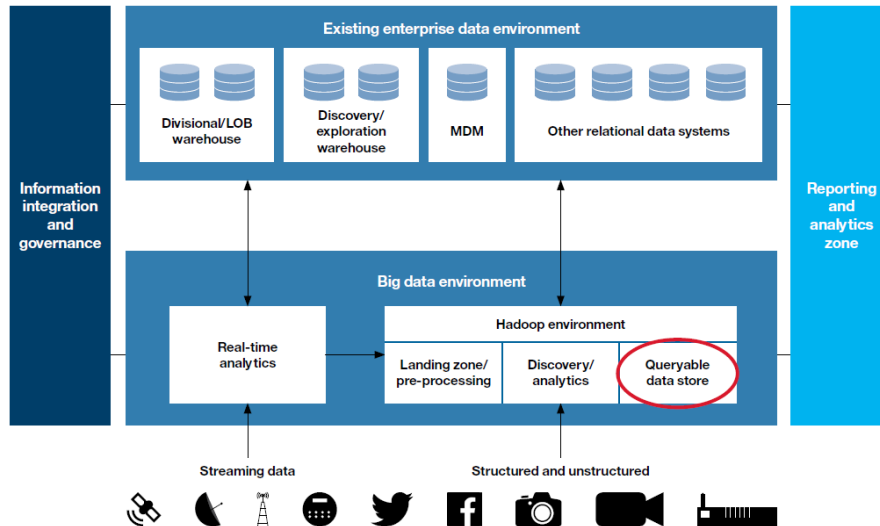 Existing enterprise data environment
Divisional/LOB
warehouse
Discovery/
exploration
warehouse
MDM
Other relational data systems
Information
integration
and
governance
Reporting
and
analytics
zone
Big data environment
Real-time
analytics
Hadoop environment
Landing zone/
pre-processing
Discovery/
analytics
Queryable
data store
Streaming data
Structured and unstructured